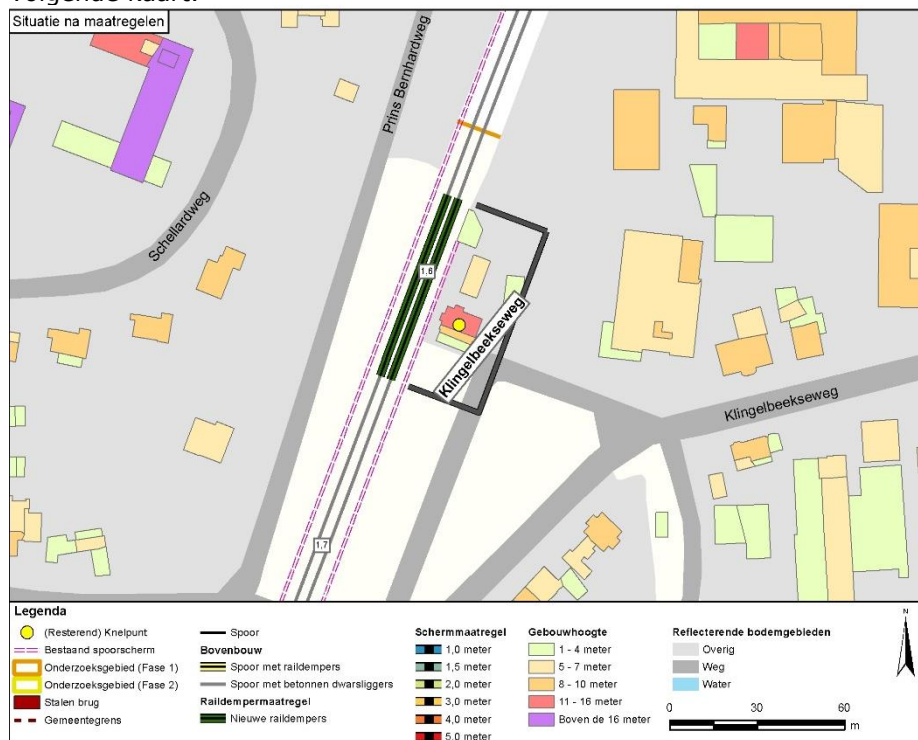 volgende kaart:
Situatie na maatregelen
Prins Bernhardweg
Schellardweg
1.6
Klingelbeekseweg
Klingelbeekseweg
1.7
Legenda
(Resterend) Knelpunt
Bestaand spoorscherm
Onderzoeksgebied (Fase 1)
Onderzoeksgebied (Fase 2)
Stalen brug
Gemeentegrens
Spoor
Bovenbouw
Spoor met raildempers
Spoor met betonnen dwarsliggers
Raildempermaatregel
Nieuwe raildempers
Schermmaatregel
1,0 meter
1,5 meter
2,0 meter
3,0 meter
4,0 meter
5,0 meter
Gebouwhoogte
1 - 4 meter
5 - 7 meter
8 - 10 meter
11 - 16 meter
Boven de 16 meter
Reflecterende bodemgebieden
Overig
Weg
Water
N
0 30 60
m